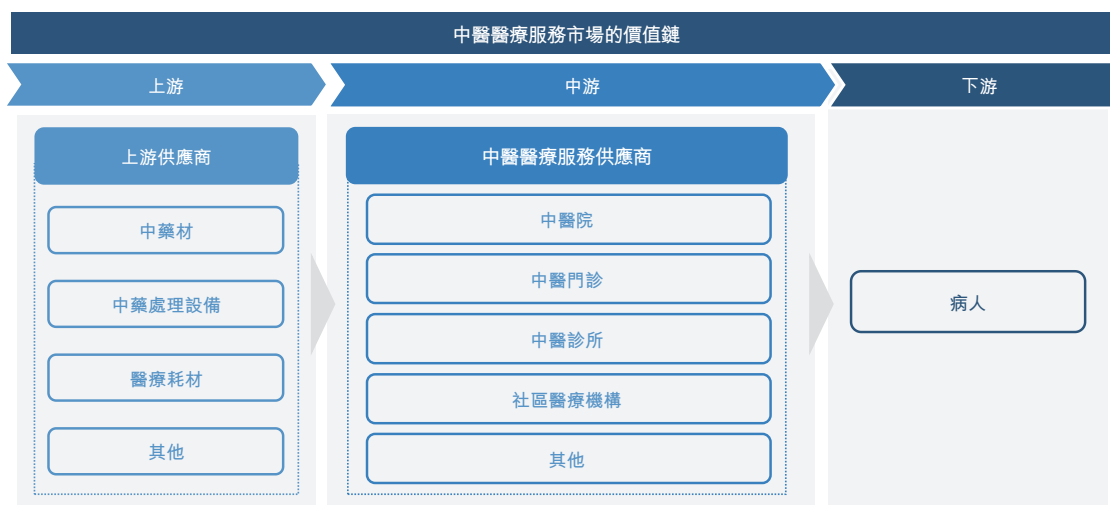 中醫醫療服務市場的價值鏈
上游
中游
下游
上游供應商
中藥材
中藥處理設備
醫療耗材
其他
中醫醫療服務供應商
中醫院
中醫門診
中醫診所
社區醫療機構
其他
病人